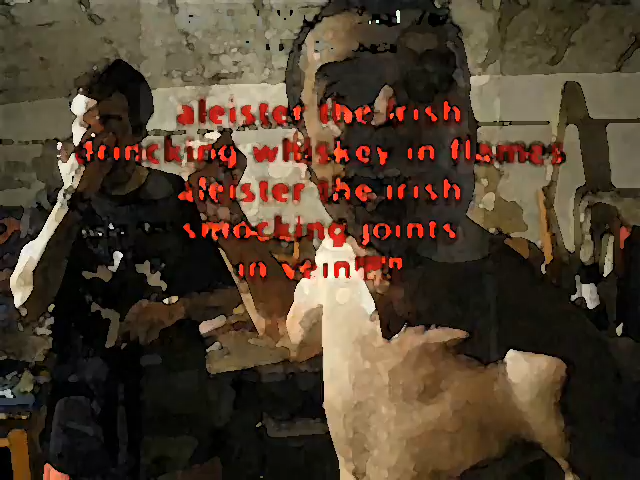 aleister the irish
drincking whiskey in flames
aleister the irish
smocking joints
in vein!!!"